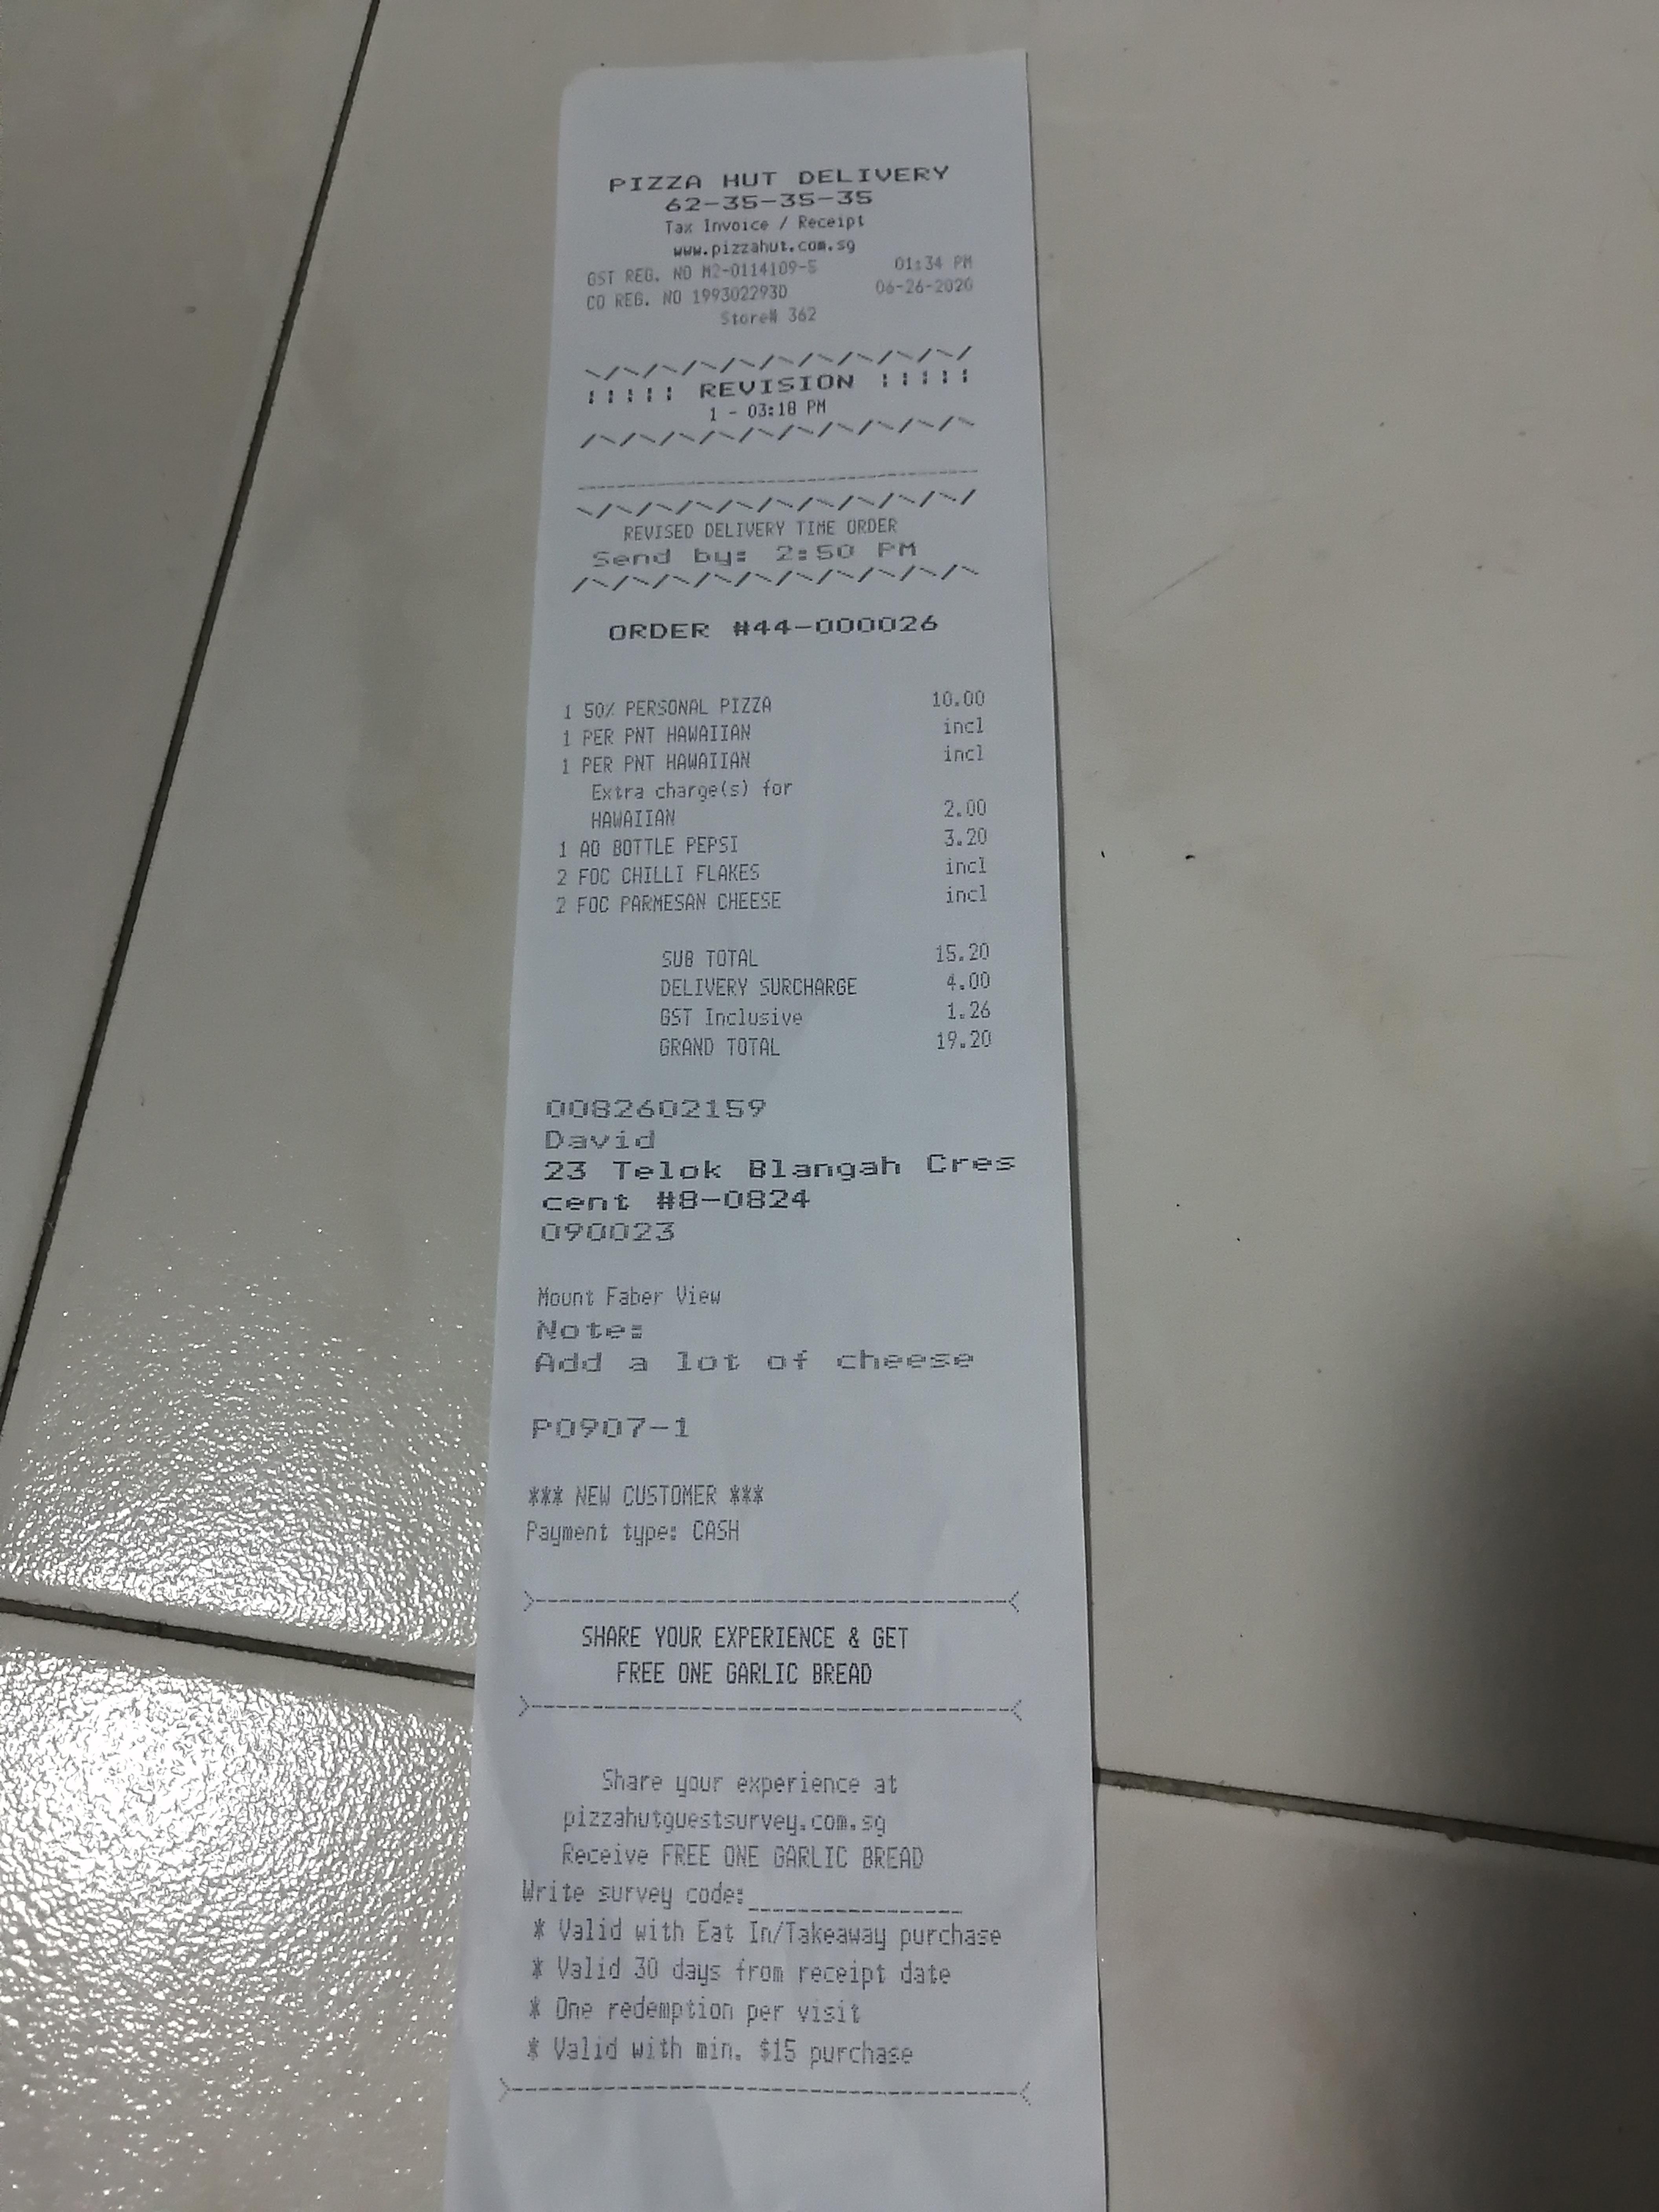 PIZZA HUT DELIVERY
62-35-35-35
Tax Invoice / Receipt
www.pizzahut.com.sg
GST REG. NO M2-0114109-5 01:34 PM
CO REG. NO 199302293D 06-26-2020
Store# 362
\/\/\/\/\/\/\/\/\/\/
¦¦¦¦¦ REVISION ¦¦¦¦¦
1 - 03:18 PM
/\/\/\/\/\/\/\/\/\/\
----------------------------------------
\/\/\/\/\/\/\/\/\/\/
REVISED DELIVERY TIME ORDER
Send by: 2:50 PM
/\/\/\/\/\/\/\/\/\/\
ORDER #44-000026
1 50% PERSONAL PIZZA 10.00
1 PER PNT HAWAIIAN incl
1 PER PNT HAWAIIAN incl
Extra charge(s) for
HAWAIIAN 2.00
1 AD BOTTLE PEPSI 3.20
2 FOC CHILLI FLAKES incl
2 FOC PARMESAN CHEESE incl
SUB TOTAL 15.20
DELIVERY SURCHARGE 4.00
GST Inclusive 1.26
GRAND TOTAL 19.20
0082602159
David
23 Telok Blangah Cres
cent #8-0824
090023
Mount Faber View
Note:
Add a lot of cheese
P0907-1
*** NEW CUSTOMER ***
Payment type: CASH
>--------------------------------------<
SHARE YOUR EXPERIENCE & GET
FREE ONE GARLIC BREAD
>--------------------------------------<
Share your experience at
pizzahutguestsurvey.com.sg
Receive FREE ONE GARLIC BREAD
Write survey code:________________
* Valid with Eat In/Takeaway purchase
* Valid 30 days from receipt date
* One redemption per visit
* Valid with min. $15 purchase
>--------------------------------------<